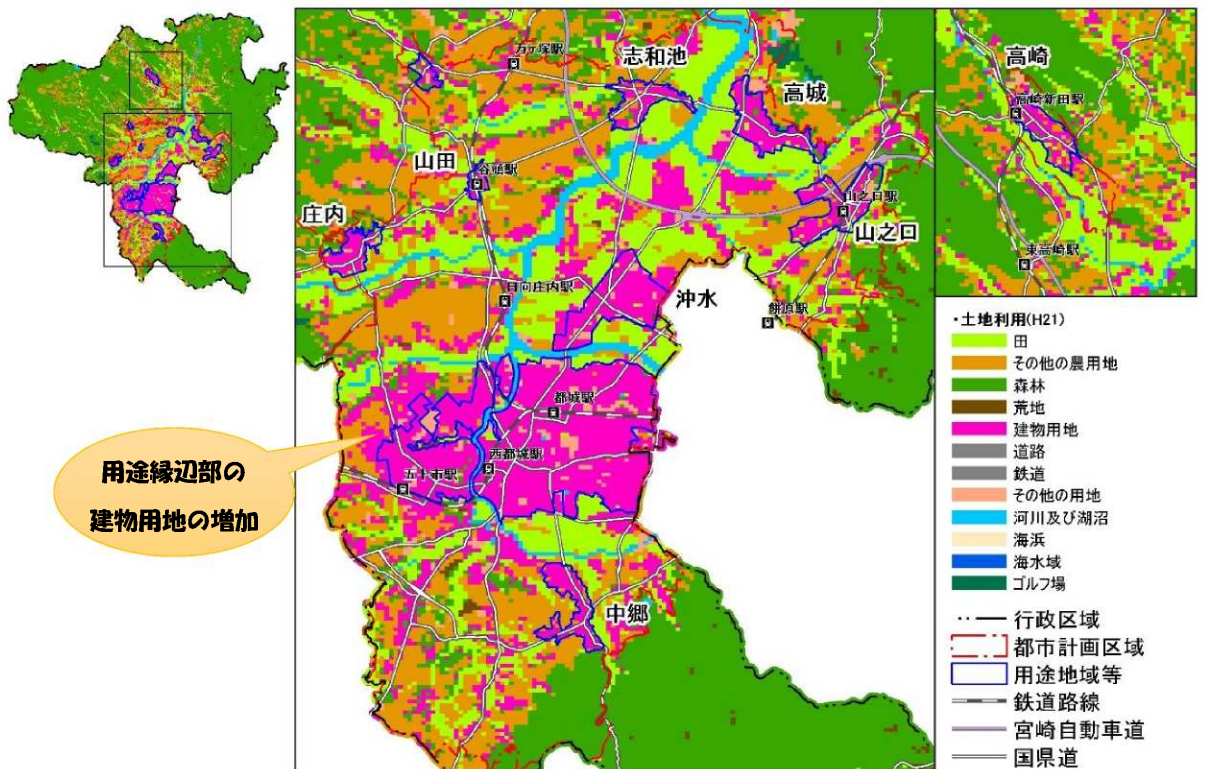 志和池
高崎
万ヶ塚駅
高城
高崎新田駅
山田
谷頭駅
山之口駅
庄内
山之口
東高崎駅
日向庄内駅
沖水
餅原駅
都城駅
西都城駅
五十市駅
中郷
用途縁辺部の
建物用地の増加
・土地利用(H21)
田
その他の農用地
森林
荒地
建物用地
道路
鉄道
その他の用地
河川及び湖沼
海浜
海水域
ゴルフ場
行政区域
都市計画区域
用途地域等
鉄道路線
宮崎自動車道
国県道